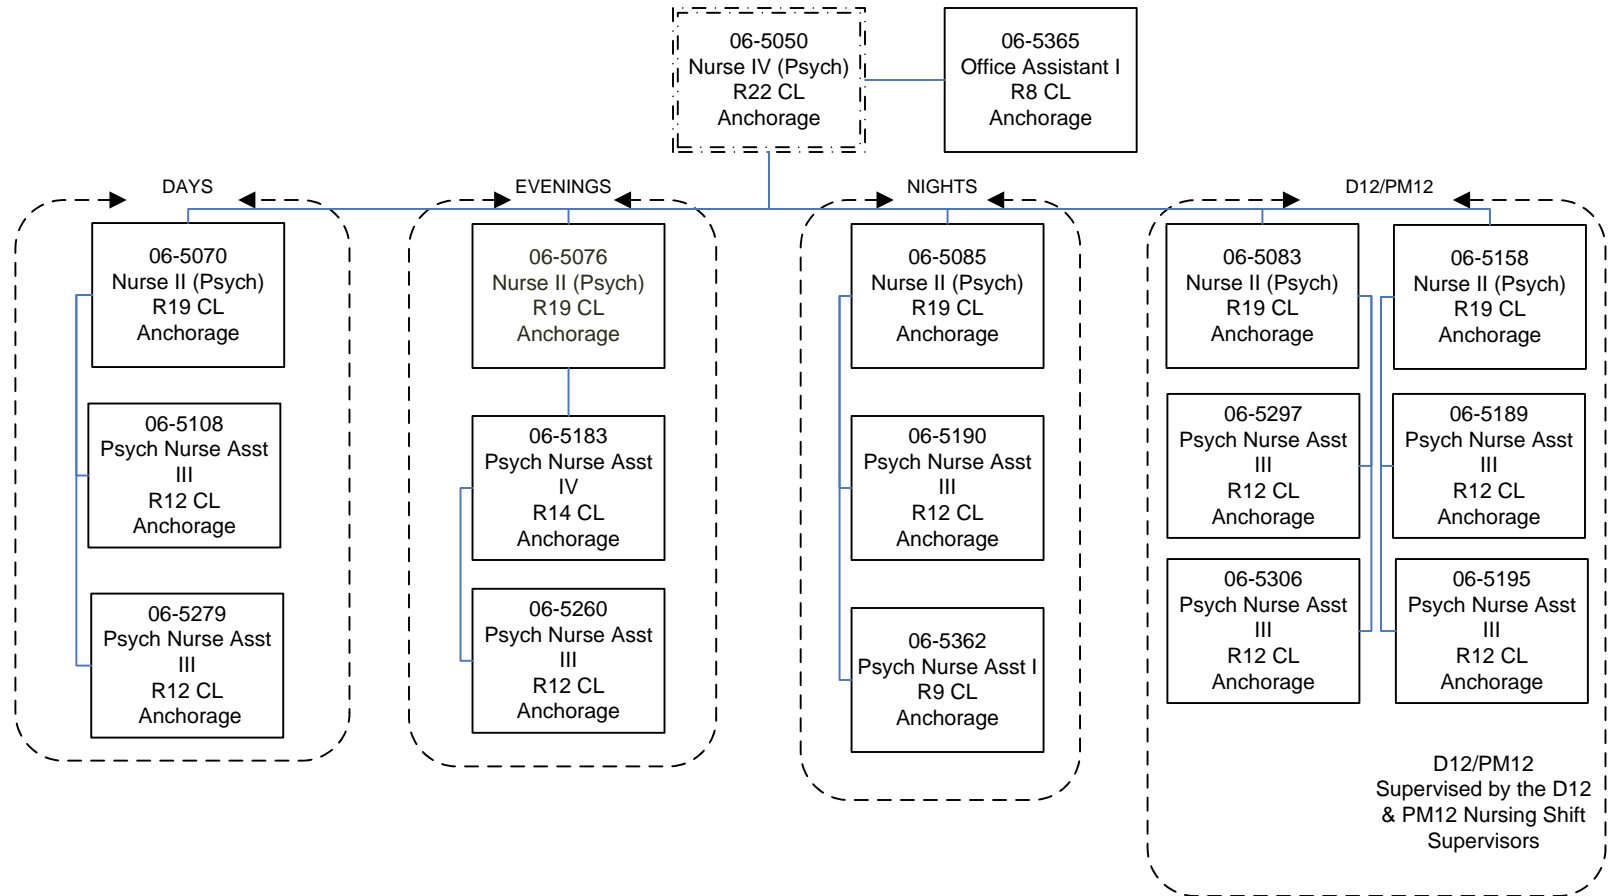 06-5050
Nurse IV (Psych)
R22 CL
Anchorage
06-5365
Office Assistant I
R8 CL
Anchorage
DAYS
06-5070
Nurse II (Psych)
R19 CL
Anchorage
06-5108
Psych Nurse Asst
III
R12 CL
Anchorage
06-5279
Psych Nurse Asst
III
R12 CL
Anchorage
EVENINGS
06-5076
Nurse II (Psych)
R19 CL
Anchorage
06-5183
Psych Nurse Asst
IV
R14 CL
Anchorage
06-5260
Psych Nurse Asst
III
R12 CL
Anchorage
NIGHTS
06-5085
Nurse II (Psych)
R19 CL
Anchorage
06-5190
Psych Nurse Asst
III
R12 CL
Anchorage
06-5362
Psych Nurse Asst I
R9 CL
Anchorage
D12/PM12
06-5083
Nurse II (Psych)
R19 CL
Anchorage
06-5297
Psych Nurse Asst
III
R12 CL
Anchorage
06-5306
Psych Nurse Asst
III
R12 CL
Anchorage
06-5158
Nurse II (Psych)
R19 CL
Anchorage
06-5189
Psych Nurse Asst
III
R12 CL
Anchorage
06-5195
Psych Nurse Asst
III
R12 CL
Anchorage
D12/PM12
Supervised by the D12
& PM12 Nursing Shift
Supervisors